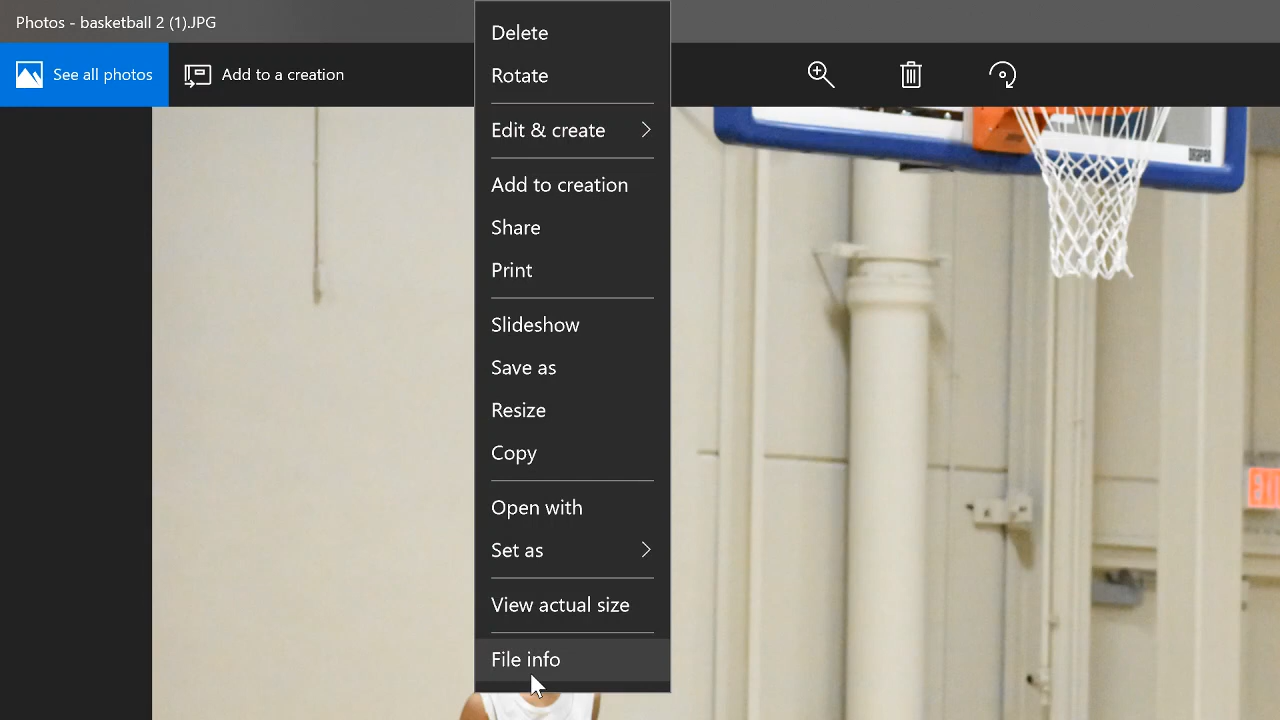 Photos - basketball 2 (1).JPG
See all photos
Add to a creation
Delete
Rotate
Edit & create
Add to creation
Share
Print
Slideshow
Save as
Resize
Copy
Open with
Set as
View actual size
File info